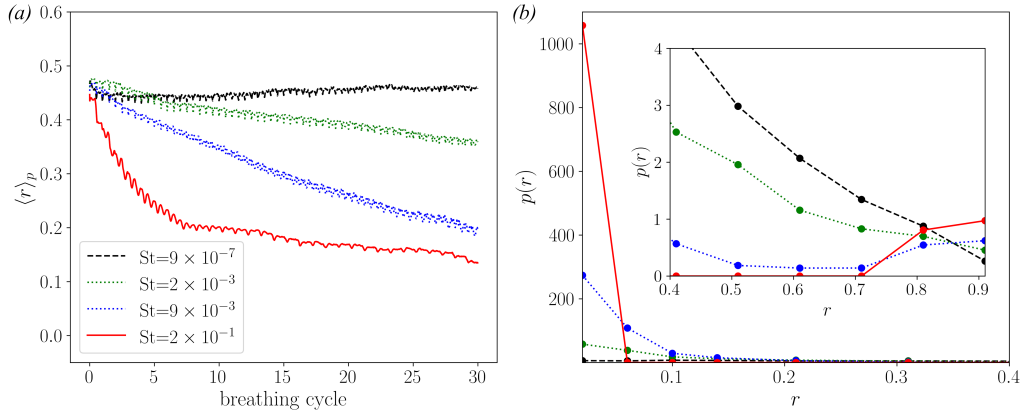 (a)
0.6
0.5
0.4
0.3
0.2
0.1
0.0
⟨r⟩p
St=9 × 10⁻⁷
St=2 × 10⁻³
St=9 × 10⁻³
St=2 × 10⁻¹
0 5 10 15 20 25 30
breathing cycle
(b)
1000
800
600
400
200
p(r)
0.1 0.2 0.3 0.4
r
4
3
2
1
0
p(r)
0.4 0.5 0.6 0.7 0.8 0.9
r